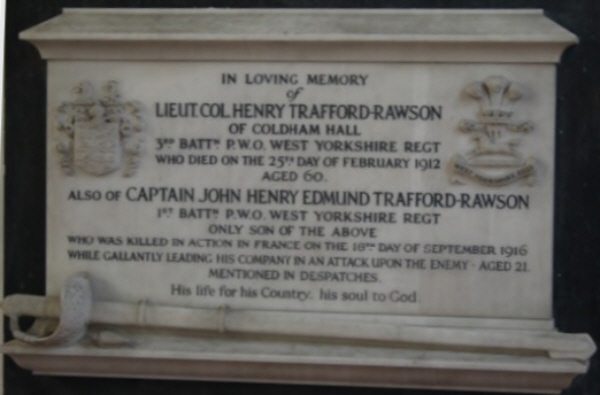 IN LOVING MEMORY
of
LIEUT. COL. HENRY TRAFFORD-RAWSON
OF COLDHAM HALL
3RD BATTN P.W.O. WEST YORKSHIRE REGT
WHO DIED ON THE 25TH DAY OF FEBRUARY 1912
AGED 60.
ALSO OF CAPTAIN JOHN HENRY EDMUND TRAFFORD-RAWSON
1ST BATTN P.W.O. WEST YORKSHIRE REGT
ONLY SON OF THE ABOVE
WHO WAS KILLED IN ACTION IN FRANCE ON THE 18TH DAY OF SEPTEMBER 1916
WHILE GALLANTLY LEADING HIS COMPANY IN AN ATTACK UPON THE ENEMY - AGED 21.
MENTIONED IN DESPATCHES.
His life for his Country, his soul to God.